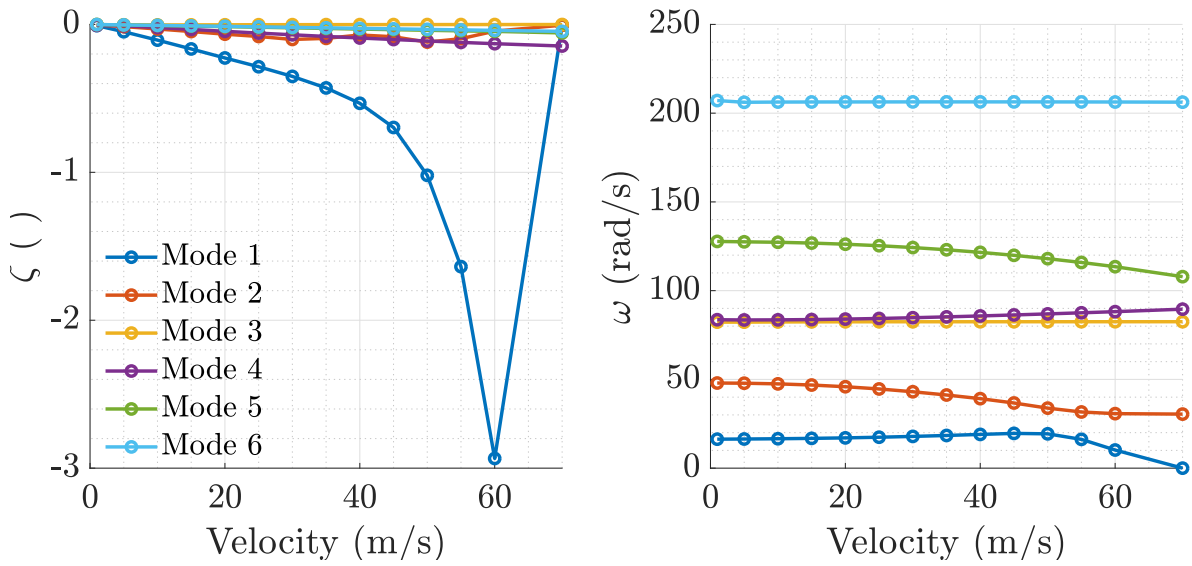 0
-1
-2
-3
0
20
40
60
ζ ( )
Velocity (m/s)
Mode 1
Mode 2
Mode 3
Mode 4
Mode 5
Mode 6
250
200
150
100
50
0
0
20
40
60
ω (rad/s)
Velocity (m/s)